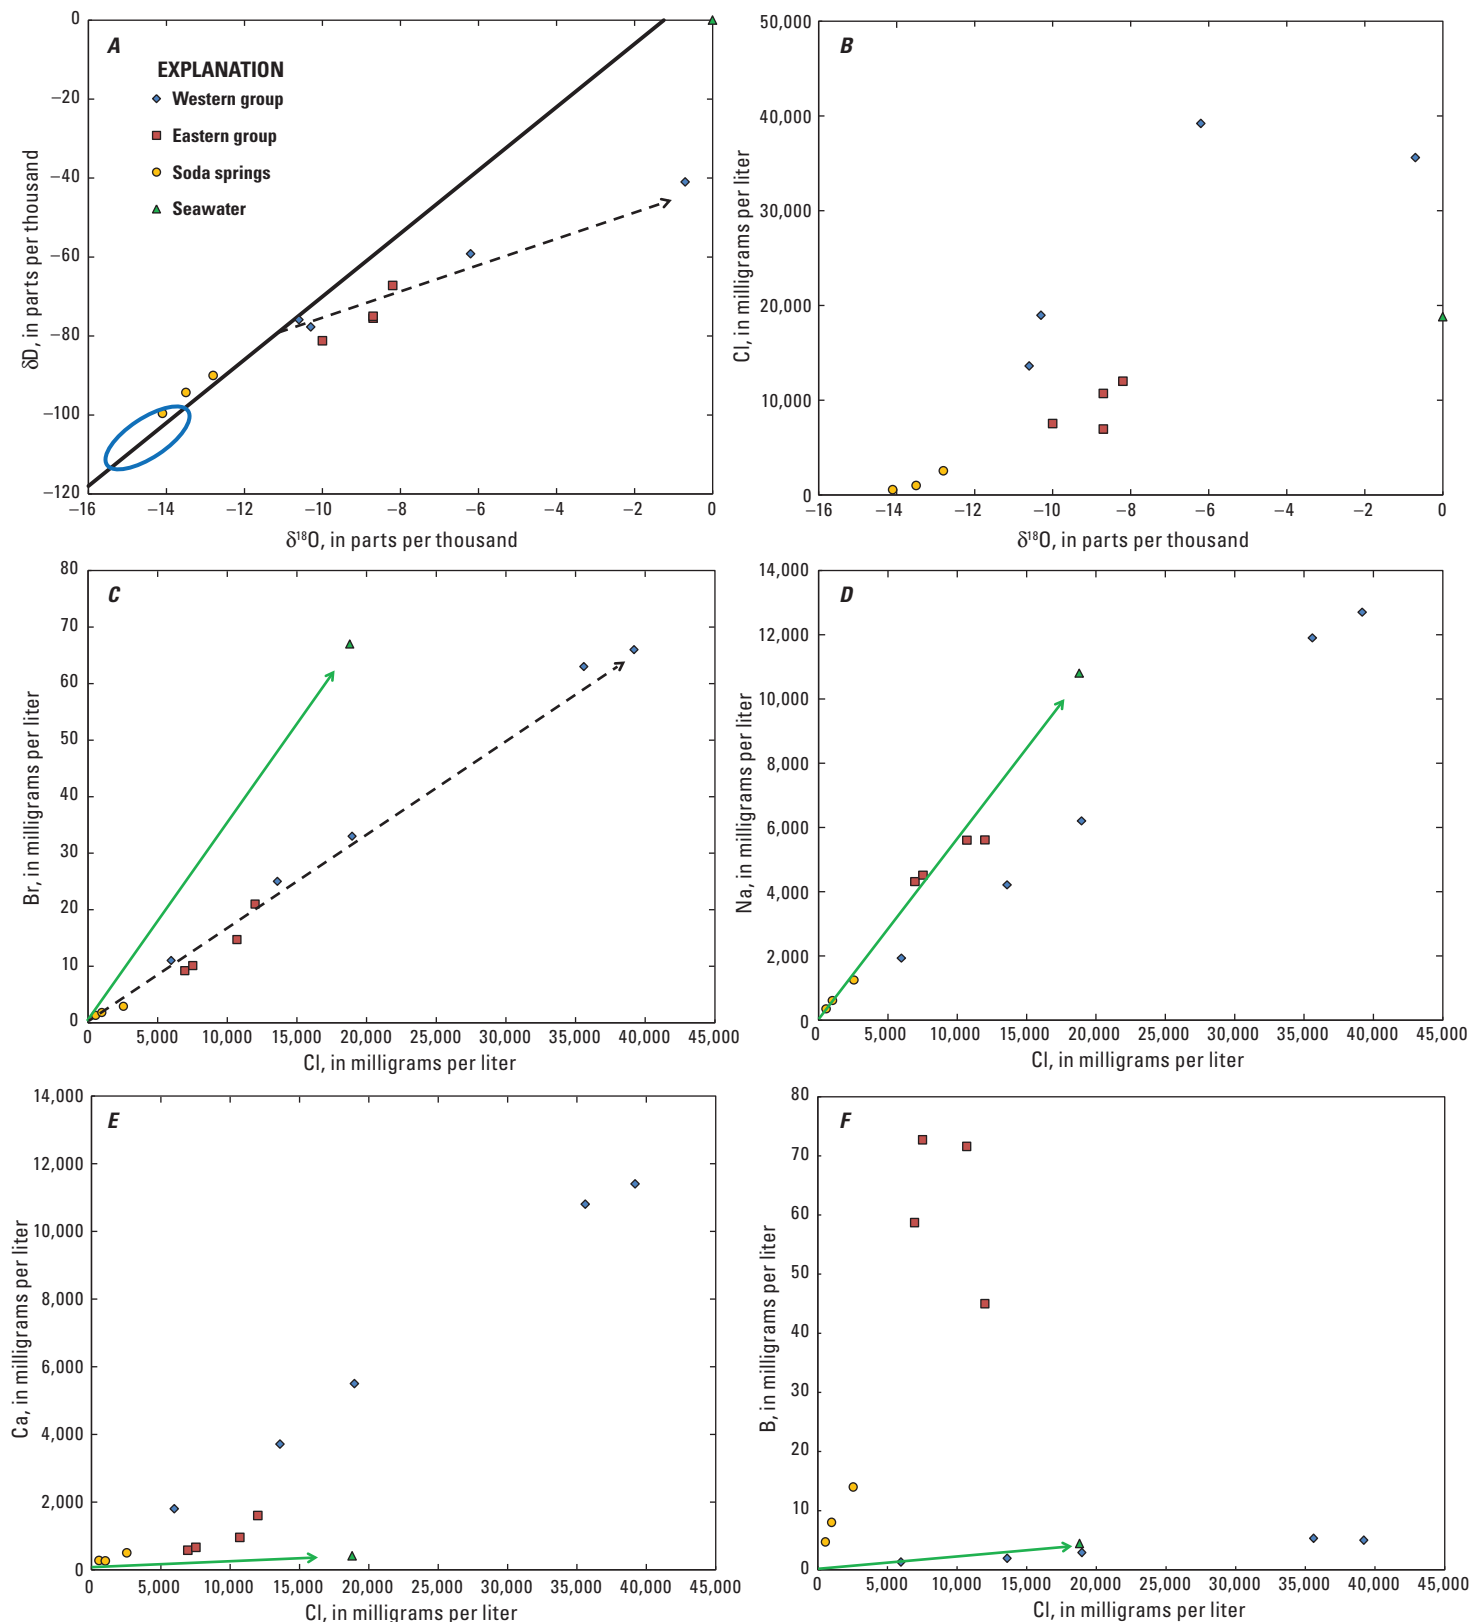 A
EXPLANATION
Western group
Eastern group
Soda springs
Seawater
0
−20
−40
−60
−80
−100
−120
δD, in parts per thousand
−16 −14 −12 −10 −8 −6 −4 −2 0
δ¹⁸O, in parts per thousand
B
50,000
40,000
30,000
20,000
10,000
0
Cl, in milligrams per liter
−16 −14 −12 −10 −8 −6 −4 −2 0
δ¹⁸O, in parts per thousand
C
80
70
60
50
40
30
20
10
0
Br, in milligrams per liter
0 5,000 10,000 15,000 20,000 25,000 30,000 35,000 40,000 45,000
Cl, in milligrams per liter
D
14,000
12,000
10,000
8,000
6,000
4,000
2,000
0
Na, in milligrams per liter
0 5,000 10,000 15,000 20,000 25,000 30,000 35,000 40,000 45,000
Cl, in milligrams per liter
E
14,000
12,000
10,000
8,000
6,000
4,000
2,000
0
Ca, in milligrams per liter
0 5,000 10,000 15,000 20,000 25,000 30,000 35,000 40,000 45,000
Cl, in milligrams per liter
F
80
70
60
50
40
30
20
10
0
B, in milligrams per liter
0 5,000 10,000 15,000 20,000 25,000 30,000 35,000 40,000 45,000
Cl, in milligrams per liter